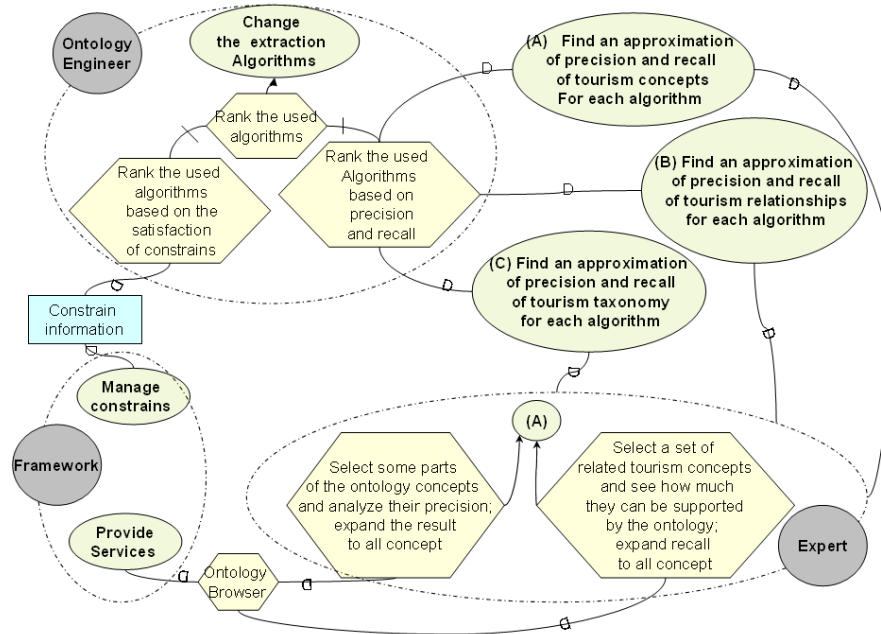 Ontology
Engineer
Change
the extraction
Algorithms
(A) Find an approximation
of precision and recall
of tourism concepts
For each algorithm
Rank the used
algorithms
Rank the used
algorithms
based on the
satisfaction
of constrains
Rank the used
Algorithms
based on
precision
and recall
(B) Find an approximation
of precision and recall
of tourism relationships
for each algorithm
(C) Find an approximation
of precision and recall
of tourism taxonomy
for each algorithm
Constrain
information
Manage
constrains
Framework
Provide
Services
Ontology
Browser
(A)
Select some parts
of the ontology concepts
and analyze their precision;
expand the result
to all concept
Select a set of
related tourism concepts
and see how much
they can be supported
by the ontology;
expand recall
to all concept
Expert
D
D
D
D
D
D
D
D
D
D
D